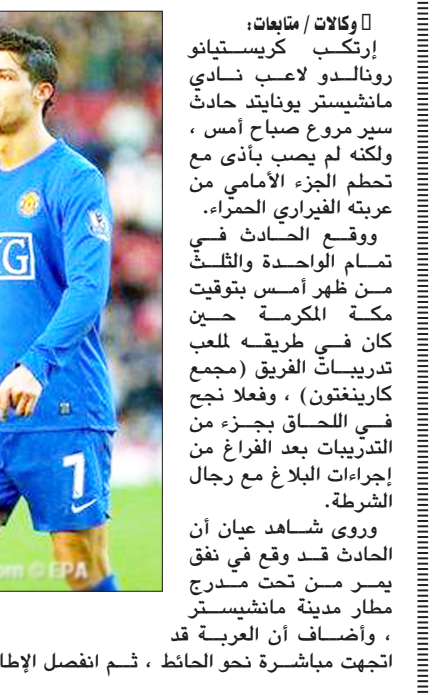 وكالات / متابعات:
إرتكب كريستيانو
رونالدو لاعب نادي
مانشيستر يونايتد حادث
سير مروع صباح أمس ،
ولكنه لم يصب بأذى مع
تحطم الجزء الأمامي من
عربته الفيراري الحمراء.
ووقع الحادث في
تمام الواحدة والثلث
من ظهر أمس بتوقيت
مكة المكرمة حين
كان في طريقه لملعب
تدريبات الفريق (مجمع
كارينغتون) ، وفعلا نجح
في اللحاق بجزء من
التدريبات بعد الفراغ من
إجراءات البلاغ مع رجال
الشرطة.
وروى شاهد عيان أن
الحادث قد وقع في نفق
يمر من تحت مدرج
مطار مدينة مانشيستر
، وأضاف أن العربة قد
اتجهت مباشرة نحو الحائط ، ثم انفصل الإطا
G
7
om © EPA